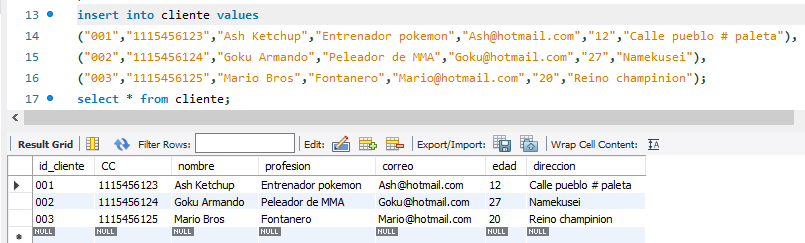 13 insert into cliente values
14 ("001","1115456123","Ash Ketchup","Entrenador pokemon","Ash@hotmail.com","12","Calle pueblo # paleta"),
15 ("002","1115456124","Goku Armando","Peleador de MMA","Goku@hotmail.com","27","Namekusei"),
16 ("003","1115456125","Mario Bros","Fontanero","Mario@hotmail.com","20","Reino champinion");
17 select * from cliente;
Result Grid Filter Rows: Edit: Export/Import: Wrap Cell Content:
id_cliente CC nombre profesion correo edad direccion
001 1115456123 Ash Ketchup Entrenador pokemon Ash@hotmail.com 12 Calle pueblo # paleta
002 1115456124 Goku Armando Peleador de MMA Goku@hotmail.com 27 Namekusei
003 1115456125 Mario Bros Fontanero Mario@hotmail.com 20 Reino champinion
NULL NULL NULL NULL NULL NULL NULL